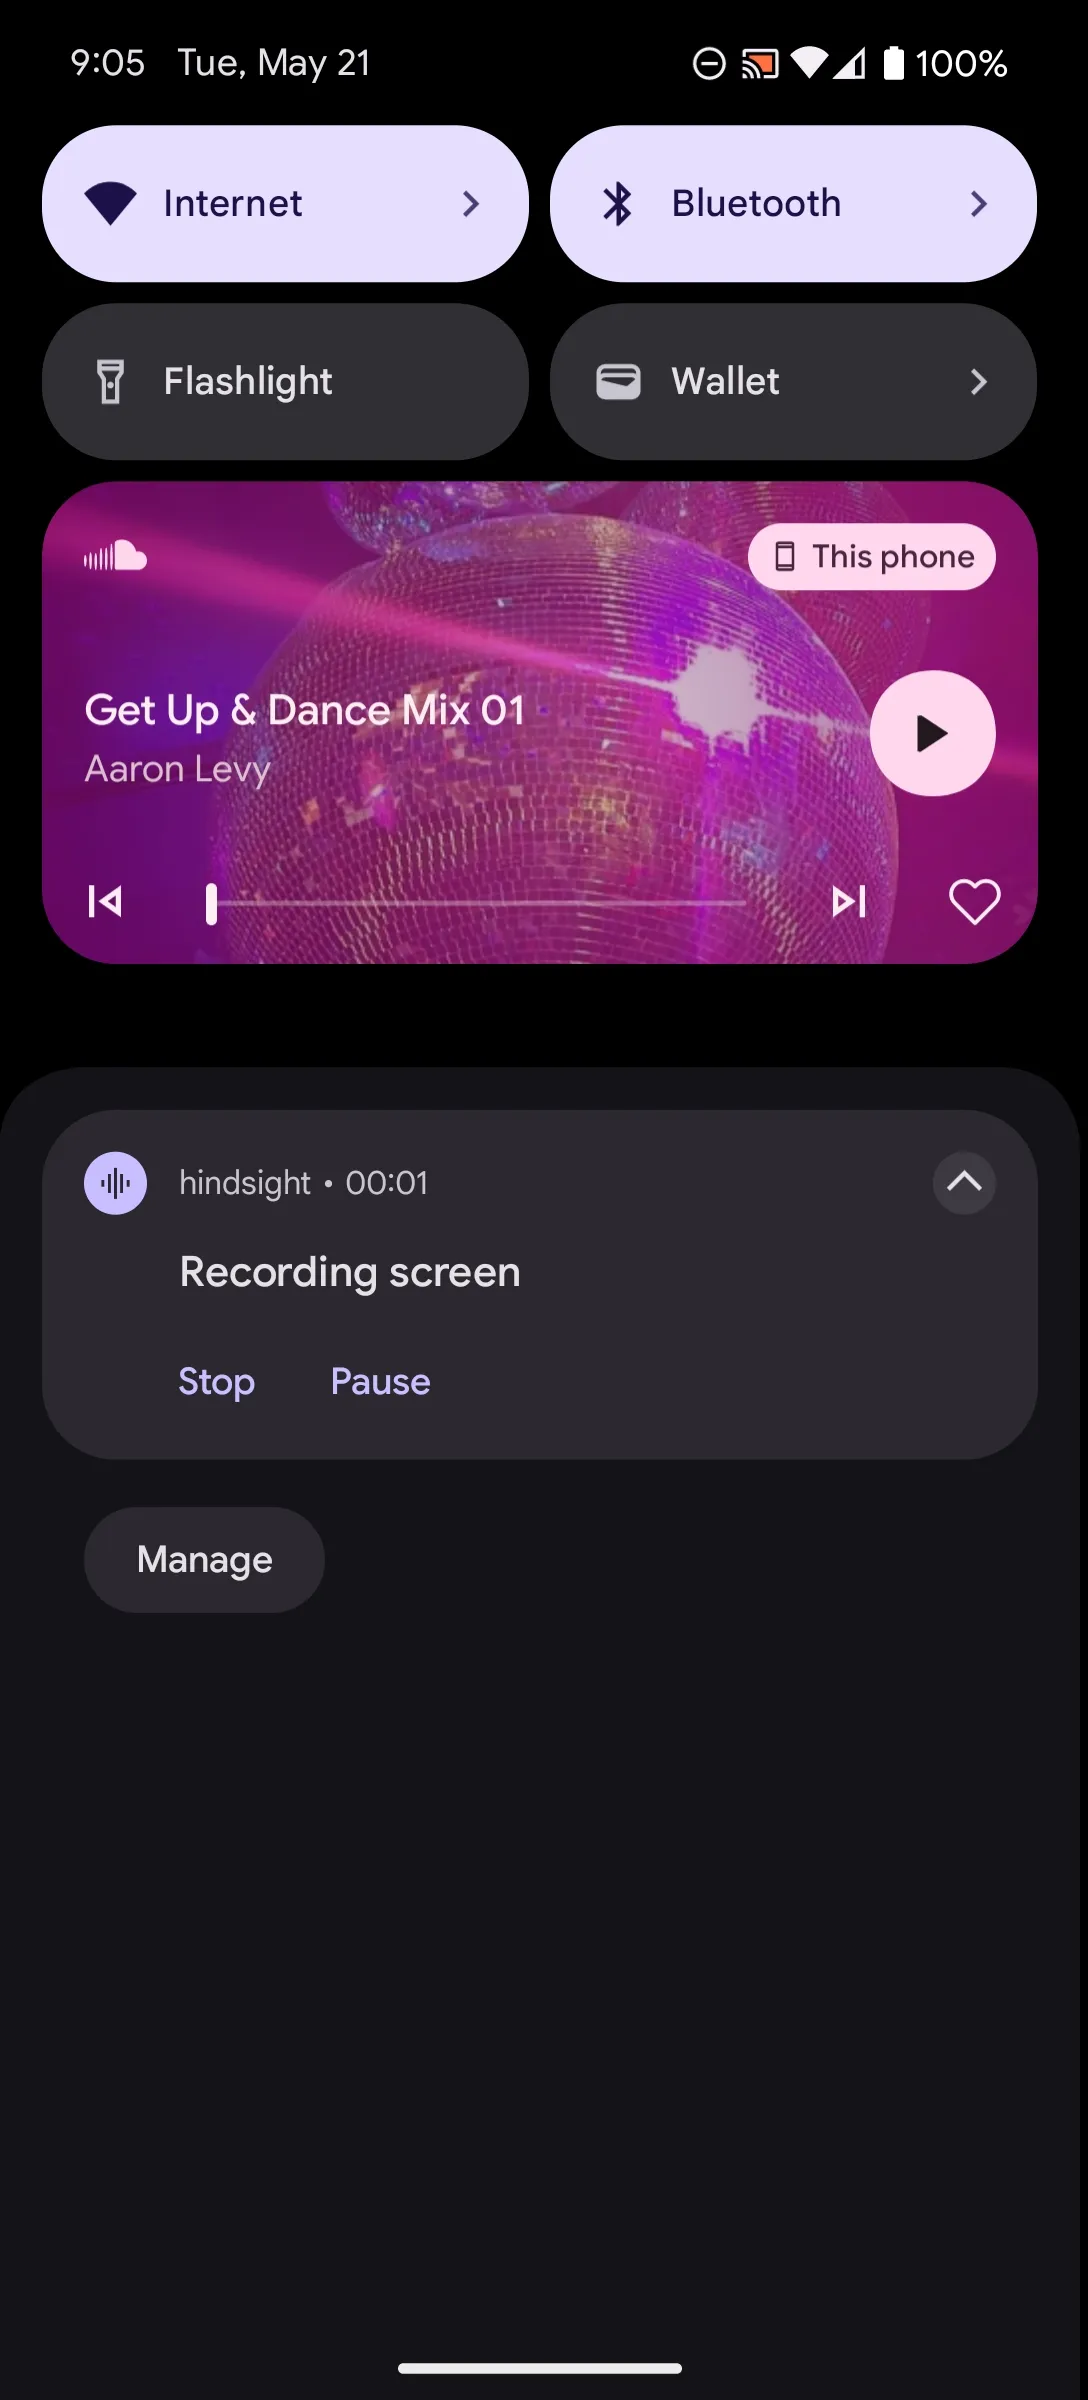 9:05 Tue, May 21 100%
Internet
Bluetooth
Flashlight
Wallet
This phone
Get Up & Dance Mix 01
Aaron Levy
hindsight • 00:01
Recording screen
Stop Pause
Manage